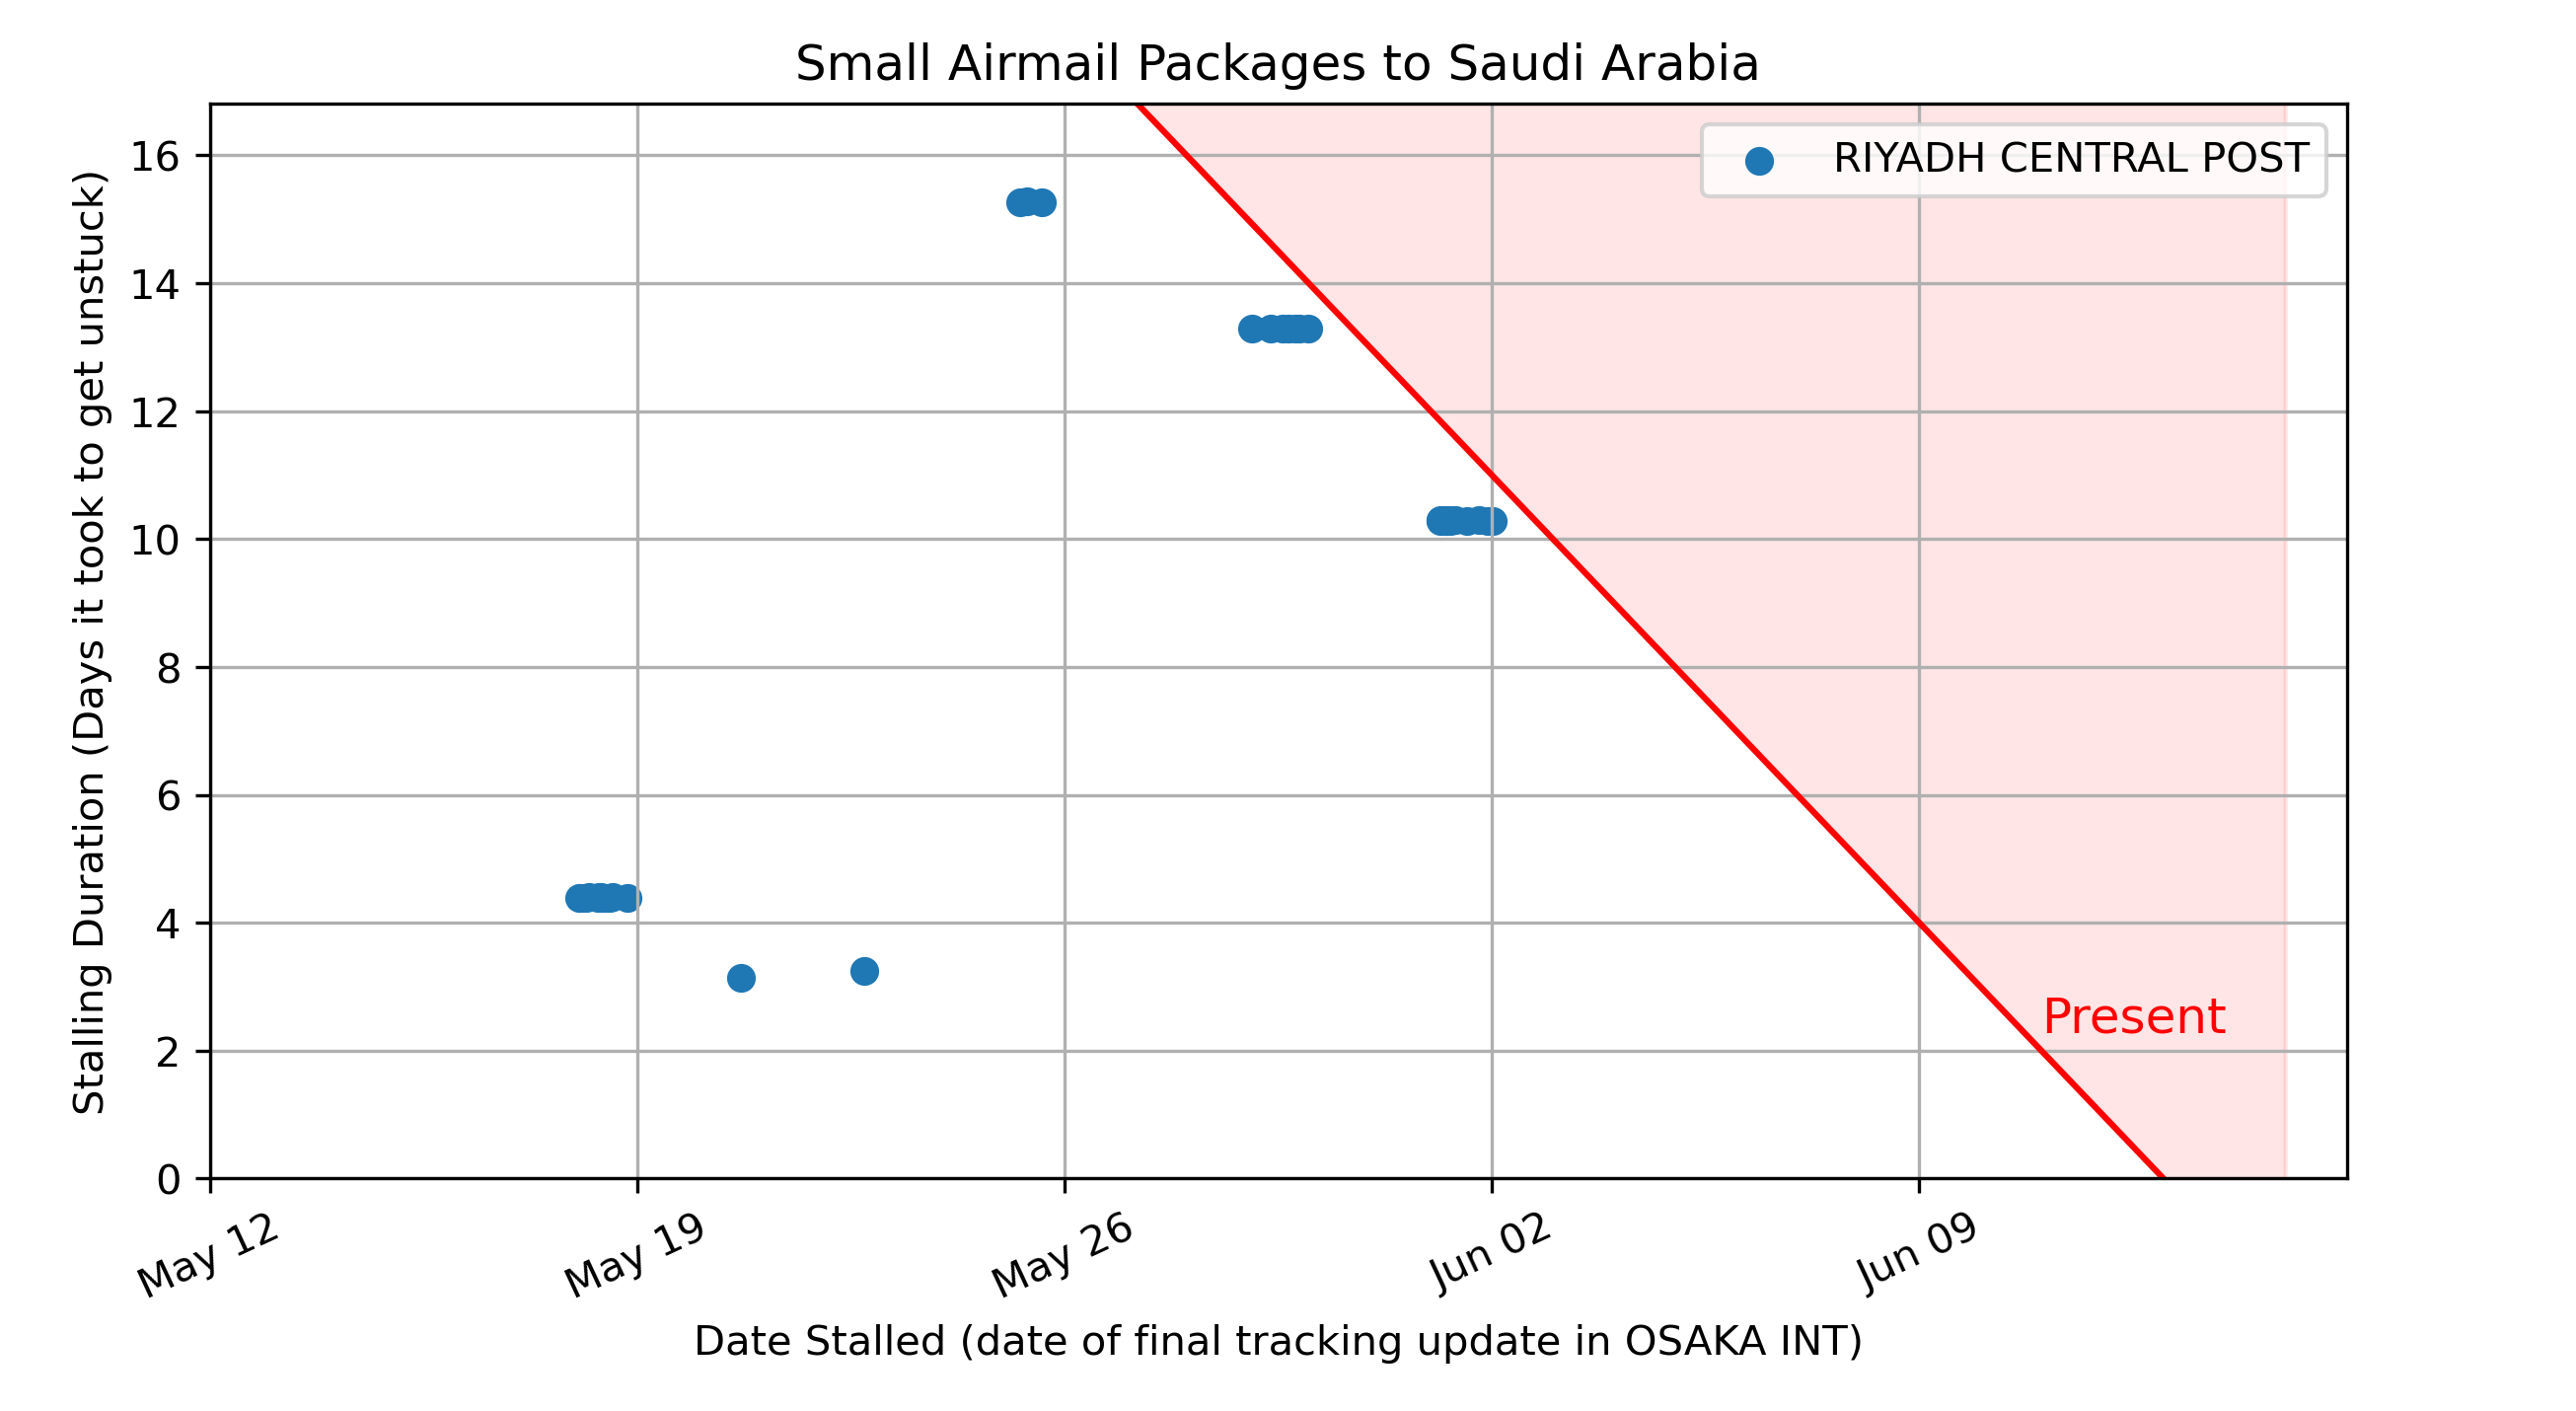 Small Airmail Packages to Saudi Arabia
RIYADH CENTRAL POST
Stalling Duration (Days it took to get unstuck)
16
14
12
10
8
6
4
2
0
Present
May 12
May 19
May 26
Jun 02
Jun 09
Date Stalled (date of final tracking update in OSAKA INT)